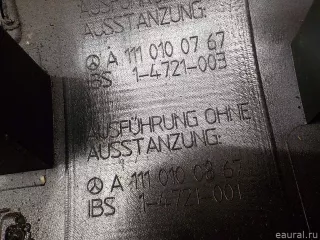 AUSFÜHRUNG
AUSSTANZUNG:
A 111 010 07 67
IBS 1-4721-003
AUSFÜHRUNG OHNE
AUSSTANZUNG:
A 111 010 08 67
IBS 1-4721-001
eaural.ru